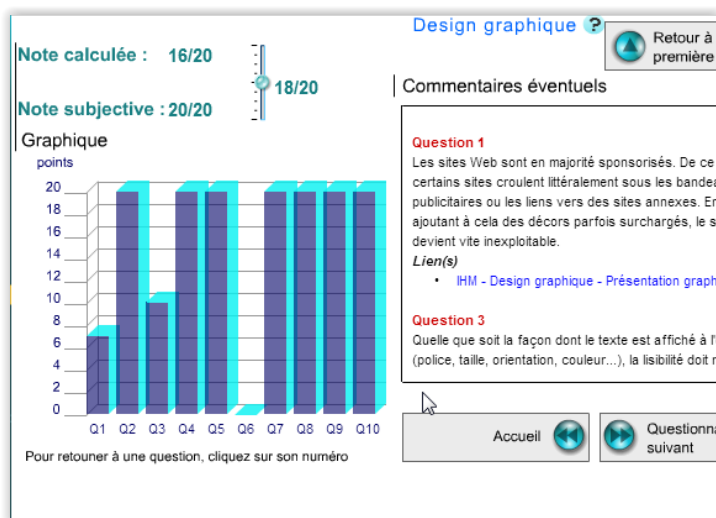 Design graphique ?
Retour à
première
Note calculée : 16/20
18/20
Note subjective : 20/20
Commentaires éventuels
Graphique
points
20
18
16
14
12
10
8
6
4
2
0
Q1 Q2 Q3 Q4 Q5 Q6 Q7 Q8 Q9 Q10
Pour retouner à une question, cliquez sur son numéro
Question 1
Les sites Web sont en majorité sponsorisés. De ce
certains sites croulent littéralement sous les bandea
publicitaires ou les liens vers des sites annexes. En
ajoutant à cela des décors parfois surchargés, le s
devient vite inexploitable.
Lien(s)
• IHM - Design graphique - Présentation graph
Question 3
Quelle que soit la façon dont le texte est affiché à l'
(police, taille, orientation, couleur...), la lisibilité doit
Accueil
Questionna
suivant